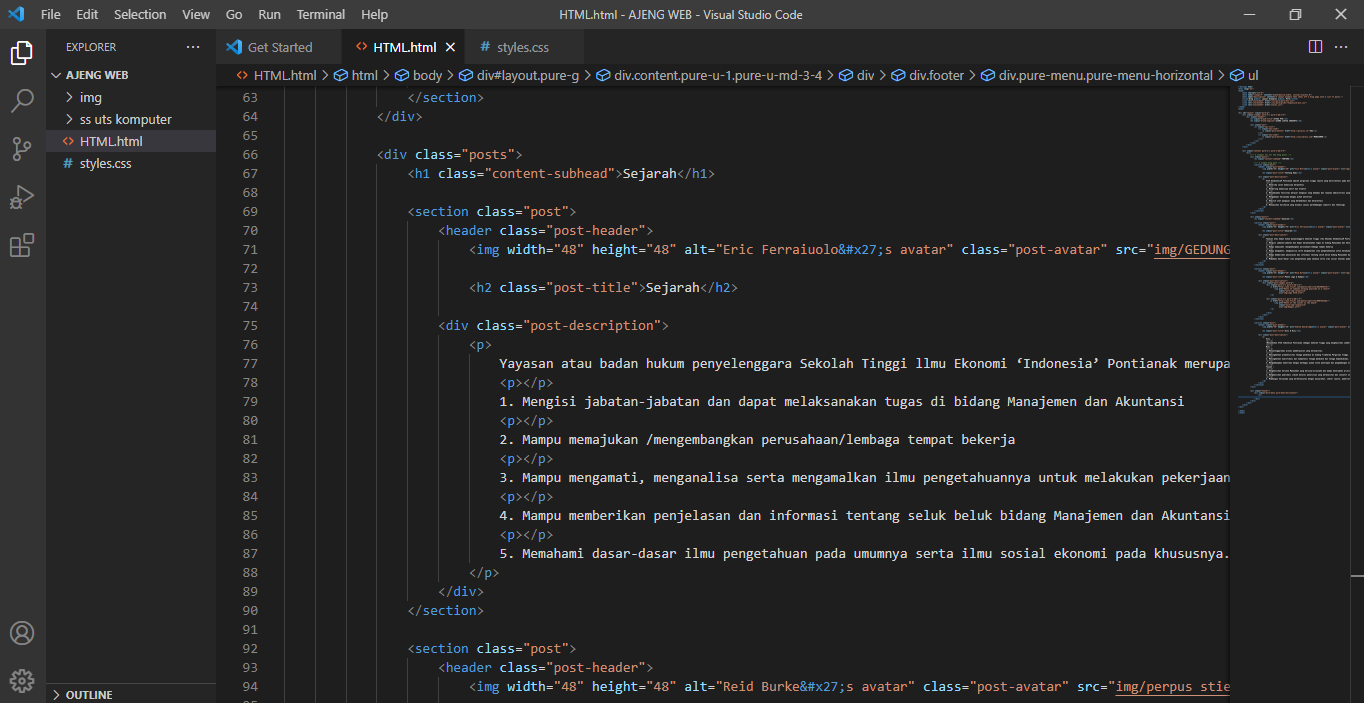 File Edit Selection View Go Run Terminal Help HTML.html - AJENG WEB - Visual Studio Code
EXPLORER ··· Get Started <> HTML.html × # styles.css ···
AJENG WEB
<> HTML.html > html > body > div#layout.pure-g > div.content.pure-u-1.pure-u-md-3-4 > div > div.footer > div.pure-menu.pure-menu-horizontal > ul
> img
> ss uts komputer
<> HTML.html
# styles.css
63 </section>
64 </div>
65
66 <div class="posts">
67 <h1 class="content-subhead">Sejarah</h1>
68
69 <section class="post">
70 <header class="post-header">
71 <img width="48" height="48" alt="Eric Ferraiuolo&#x27;s avatar" class="post-avatar" src="img/GEDUNG
72
73 <h2 class="post-title">Sejarah</h2>
74
75 <div class="post-description">
76 <p>
77 Yayasan atau badan hukum penyelenggara Sekolah Tinggi llmu Ekonomi ‘Indonesia’ Pontianak merupa
78 <p></p>
79 1. Mengisi jabatan-jabatan dan dapat melaksanakan tugas di bidang Manajemen dan Akuntansi
80 <p></p>
81 2. Mampu memajukan /mengembangkan perusahaan/lembaga tempat bekerja
82 <p></p>
83 3. Mampu mengamati, menganalisa serta mengamalkan ilmu pengetahuannya untuk melakukan pekerjaan
84 <p></p>
85 4. Mampu memberikan penjelasan dan informasi tentang seluk beluk bidang Manajemen dan Akuntansi
86 <p></p>
87 5. Memahami dasar-dasar ilmu pengetahuan pada umumnya serta ilmu sosial ekonomi pada khususnya.
88 </p>
89 </div>
90 </section>
91
92 <section class="post">
93 <header class="post-header">
94 <img width="48" height="48" alt="Reid Burke&#x27;s avatar" class="post-avatar" src="img/perpus stie
> OUTLINE